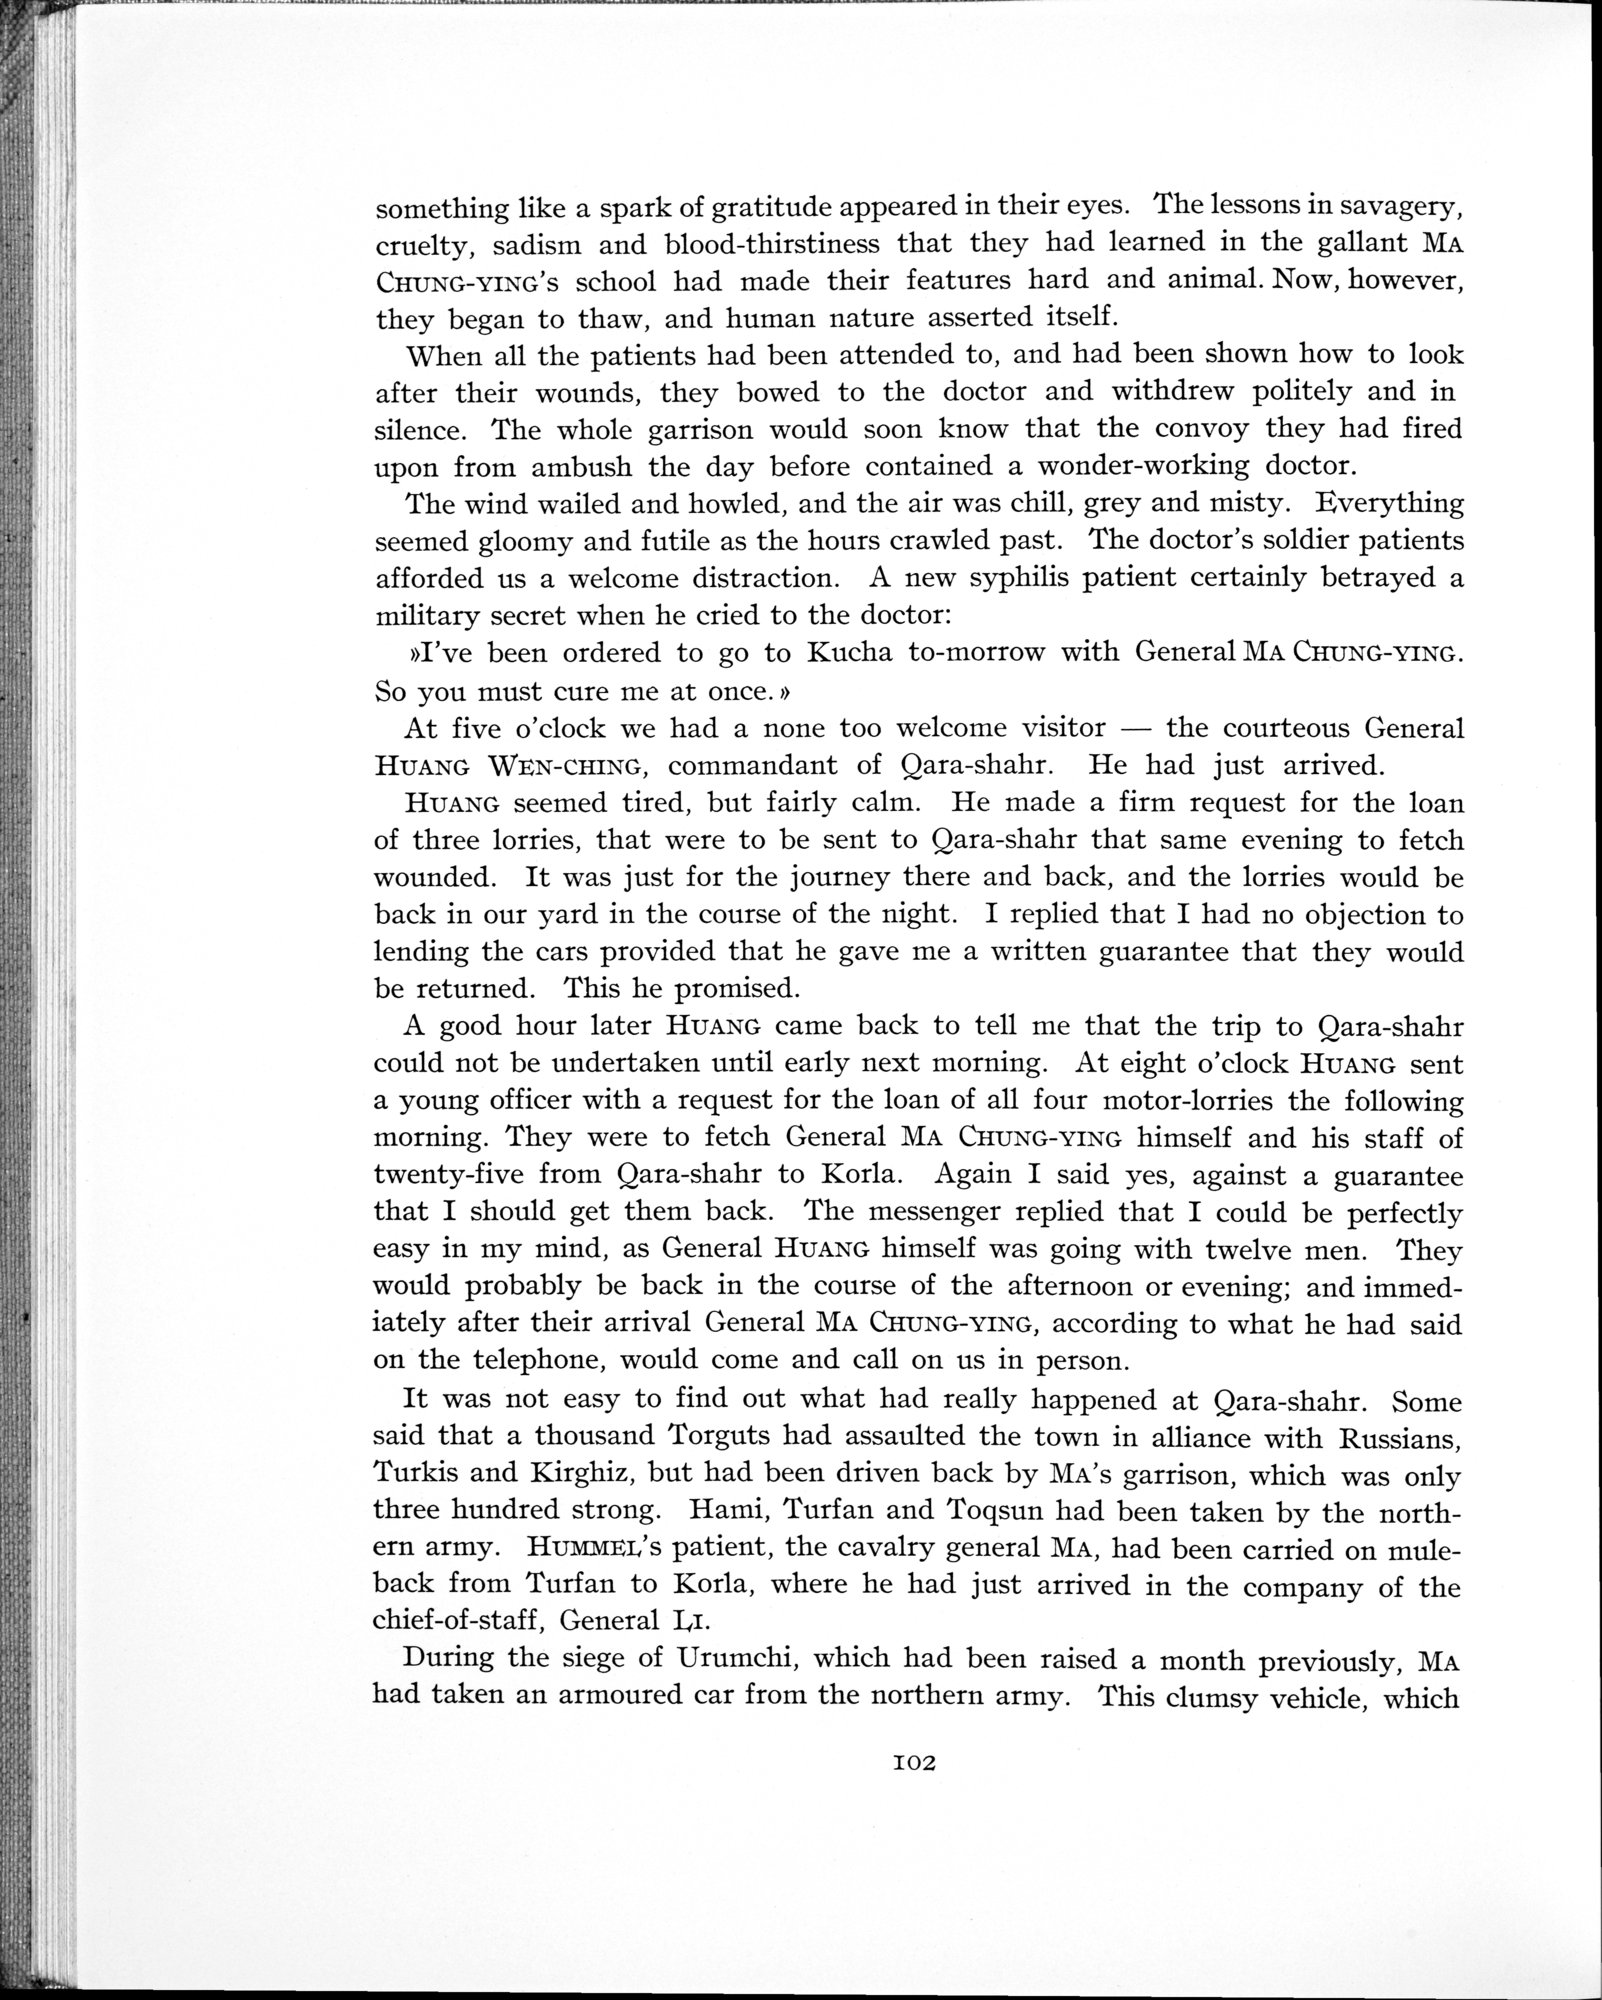 something like a spark of gratitude appeared in their eyes. The lessons in savagery,
cruelty, sadism and blood-thirstiness that they had learned in the gallant MA
CHUNG-YING'S school had made their features hard and animal. Now, however,
they began to thaw, and human nature asserted itself.
When all the patients had been attended to, and had been shown how to look
after their wounds, they bowed to the doctor and withdrew politely and in
silence. The whole garrison would soon know that the convoy they had fired
upon from ambush the day before contained a wonder-working doctor.
The wind wailed and howled, and the air was chill, grey and misty. Everything
seemed gloomy and futile as the hours crawled past. The doctor's soldier patients
afforded us a welcome distraction. A new syphilis patient certainly betrayed a
military secret when he cried to the doctor:
»I've been ordered to go to Kucha to-morrow with General MA CHUNG-YING.
So you must cure me at once.»
At five o'clock we had a none too welcome visitor — the courteous General
HUANG WEN-CHING, commandant of Qara-shahr. He had just arrived.
HUANG seemed tired, but fairly calm. He made a firm request for the loan
of three lorries, that were to be sent to Qara-shahr that same evening to fetch
wounded. It was just for the journey there and back, and the lorries would be
back in our yard in the course of the night. I replied that I had no objection to
lending the cars provided that he gave me a written guarantee that they would
be returned. This he promised.
A good hour later HUANG came back to tell me that the trip to Qara-shahr
could not be undertaken until early next morning. At eight o'clock HUANG sent
a young officer with a request for the loan of all four motor-lorries the following
morning. They were to fetch General MA CHUNG-YING himself and his staff of
twenty-five from Qara-shahr to Korla. Again I said yes, against a guarantee
that I should get them back. The messenger replied that I could be perfectly
easy in my mind, as General HUANG himself was going with twelve men. They
would probably be back in the course of the afternoon or evening; and immed-
iately after their arrival General MA CHUNG-YING, according to what he had said
on the telephone, would come and call on us in person.
It was not easy to find out what had really happened at Qara-shahr. Some
said that a thousand Torguts had assaulted the town in alliance with Russians,
Turkis and Kirghiz, but had been driven back by MA's garrison, which was only
three hundred strong. Hami, Turfan and Toqsun had been taken by the north-
ern army. HUMMEL's patient, the cavalry general MA, had been carried on mule-
back from Turfan to Korla, where he had just arrived in the company of the
chief-of-staff, General LI.
During the siege of Urumchi, which had been raised a month previously, MA
had taken an armoured car from the northern army. This clumsy vehicle, which
102